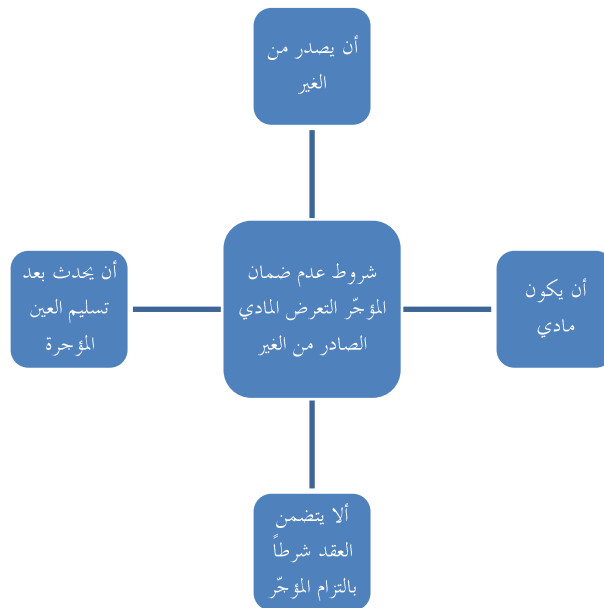 أن يصدر من
الغير
شروط عدم ضمان
المؤجّر التعرض المادي
الصادر من الغير
أن يكون
مادي
أن يحدث بعد
تسليم العين
المؤجرة
ألا يتضمن
العقد شرطاً
بالتزام المؤجّر